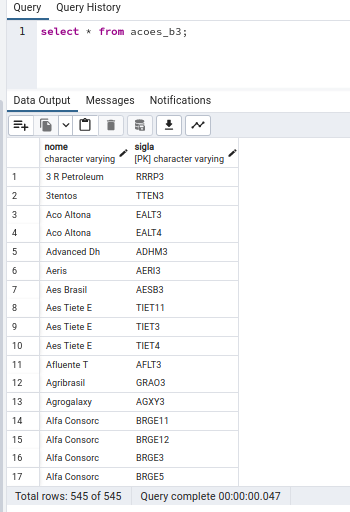 Query Query History
1 select * from acoes_b3;
Data Output Messages Notifications
nome sigla
character varying [PK] character varying
1 3 R Petroleum RRRP3
2 3tentos TTEN3
3 Aco Altona EALT3
4 Aco Altona EALT4
5 Advanced Dh ADHM3
6 Aeris AERI3
7 Aes Brasil AESB3
8 Aes Tiete E TIET11
9 Aes Tiete E TIET3
10 Aes Tiete E TIET4
11 Afluente T AFLT3
12 Agribrasil GRAO3
13 Agrogalaxy AGXY3
14 Alfa Consorc BRGE11
15 Alfa Consorc BRGE12
16 Alfa Consorc BRGE3
17 Alfa Consorc BRGE5
Total rows: 545 of 545 Query complete 00:00:00.047